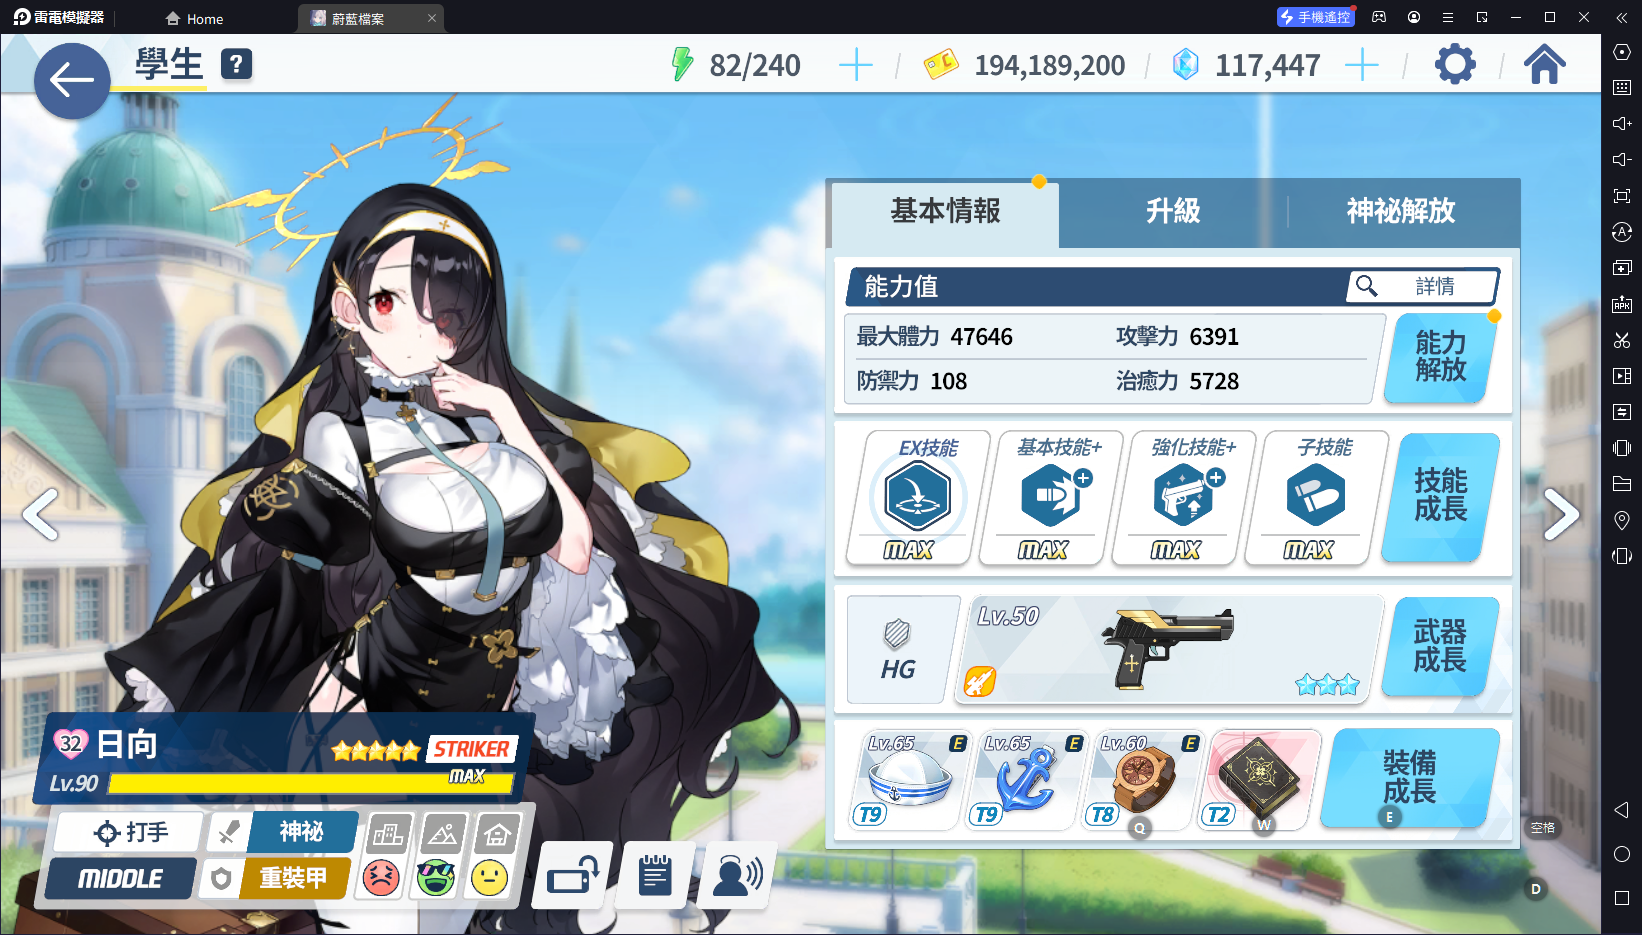 雷電模擬器
Home
蔚藍檔案
手機遙控
學生
?
82/240
194,189,200
117,447
基本情報
升級
神祕解放
能力值
詳情
最大體力 47646
攻擊力 6391
防禦力 108
治癒力 5728
能力
解放
EX技能
基本技能+
強化技能+
子技能
MAX
MAX
MAX
MAX
技能
成長
HG
Lv.50
武器
成長
Lv.65
E
T9
Lv.65
E
T9
Lv.60
E
T8
T2
裝備
成長
Q
W
E
空格
D
32
日向
STRIKER
Lv.90
MAX
打手
神祕
MIDDLE
重裝甲
APK